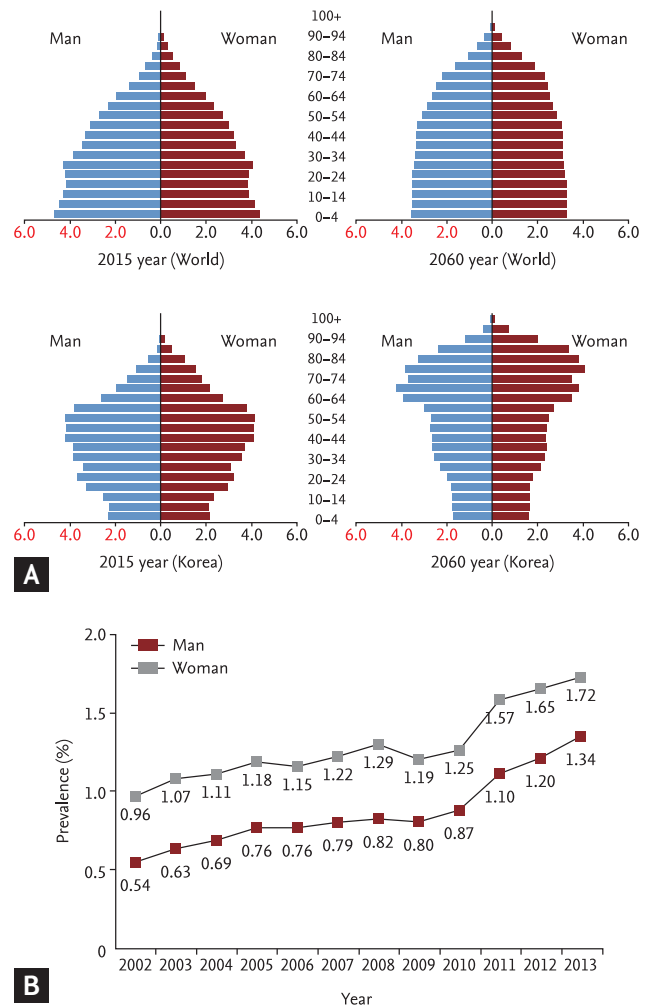 100+
Man 90–94 Woman
80–84
70–74
60–64
50–54
40–44
30–34
20–24
10–14
0–4
6.0 4.0 2.0 0.0 2.0 4.0 6.0
2015 year (World)
Man Woman
6.0 4.0 2.0 0.0 2.0 4.0 6.0
2060 year (World)
100+
Man 90–94 Woman
80–84
70–74
60–64
50–54
40–44
30–34
20–24
10–14
0–4
6.0 4.0 2.0 0.0 2.0 4.0 6.0
2015 year (Korea)
Man Woman
6.0 4.0 2.0 0.0 2.0 4.0 6.0
2060 year (Korea)
A
Man
Woman
Prevalence (%)
2.0
1.5
1.0
0.5
0
0.96 1.07 1.11 1.18 1.15 1.22 1.29 1.19 1.25 1.57 1.65 1.72
0.54 0.63 0.69 0.76 0.76 0.79 0.82 0.80 0.87 1.10 1.20 1.34
2002 2003 2004 2005 2006 2007 2008 2009 2010 2011 2012 2013
Year
B